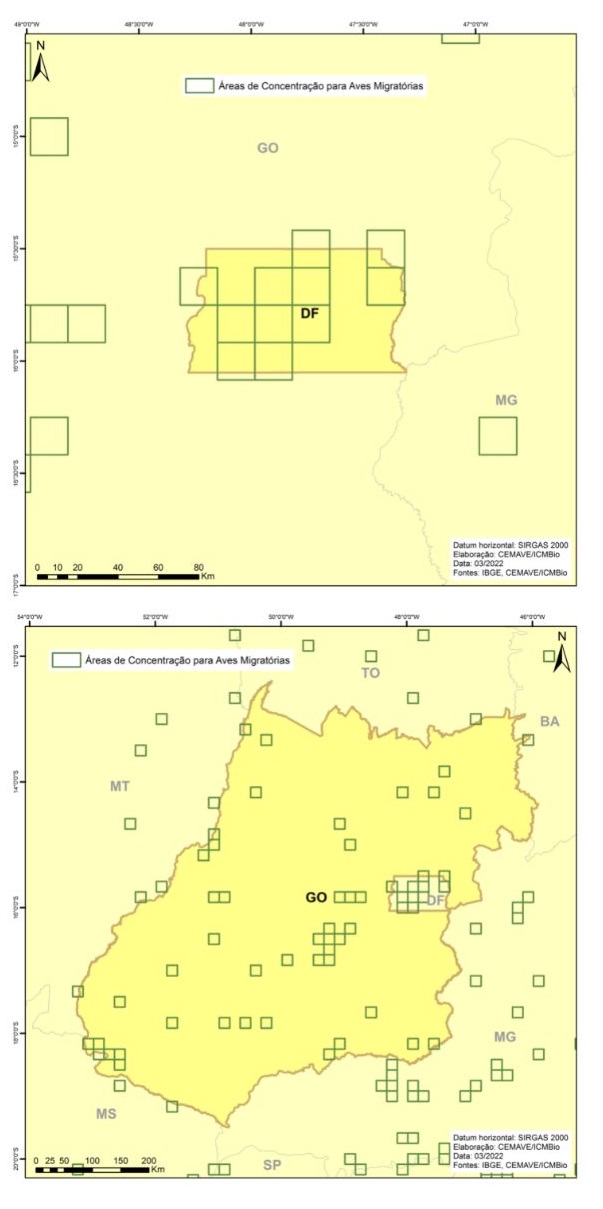 49°0'0"W 48°30'0"W 48°0'0"W 47°30'0"W 47°0'0"W
N
Áreas de Concentração para Aves Migratórias
15°0'0"S
GO
DF
16°0'0"S
MG
16°30'0"S
Datum horizontal: SIRGAS 2000
Elaboração: CEMAVE/ICMBio
Data: 03/2022
Fontes: IBGE, CEMAVE/ICMBio
0 10 20 40 60 80
Km
17°0'0"S
54°0'0"W 52°0'0"W 50°0'0"W 48°0'0"W 46°0'0"W
N
Áreas de Concentração para Aves Migratórias
12°0'0"S
TO
BA
14°0'0"S
MT
GO
DF
16°0'0"S
18°0'0"S
MG
MS
SP
Datum horizontal: SIRGAS 2000
Elaboração: CEMAVE/ICMBio
Data: 03/2022
Fontes: IBGE, CEMAVE/ICMBio
0 25 50 100 150 200
Km
20°0'0"S